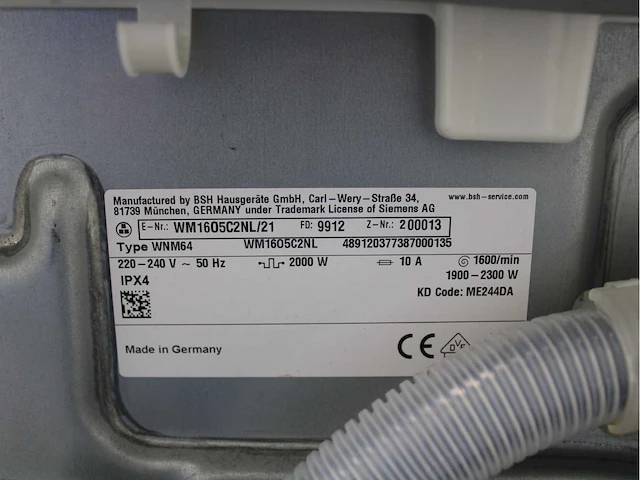 Manufactured by BSH Hausgeräte GmbH, Carl-Wery-Straße 34, www.bsh-service.com
81739 München, GERMANY under Trademark License of Siemens AG
E-Nr.: WM16O5C2NL/21 FD: 9912 Z-Nr.: 200013
Type WNM64 WM16O5C2NL 489120377387000135
220-240 V ~ 50 Hz 2000 W 10 A 1600/min
1900-2300 W
IPX4 KD Code: ME244DA
Made in Germany CE DVE